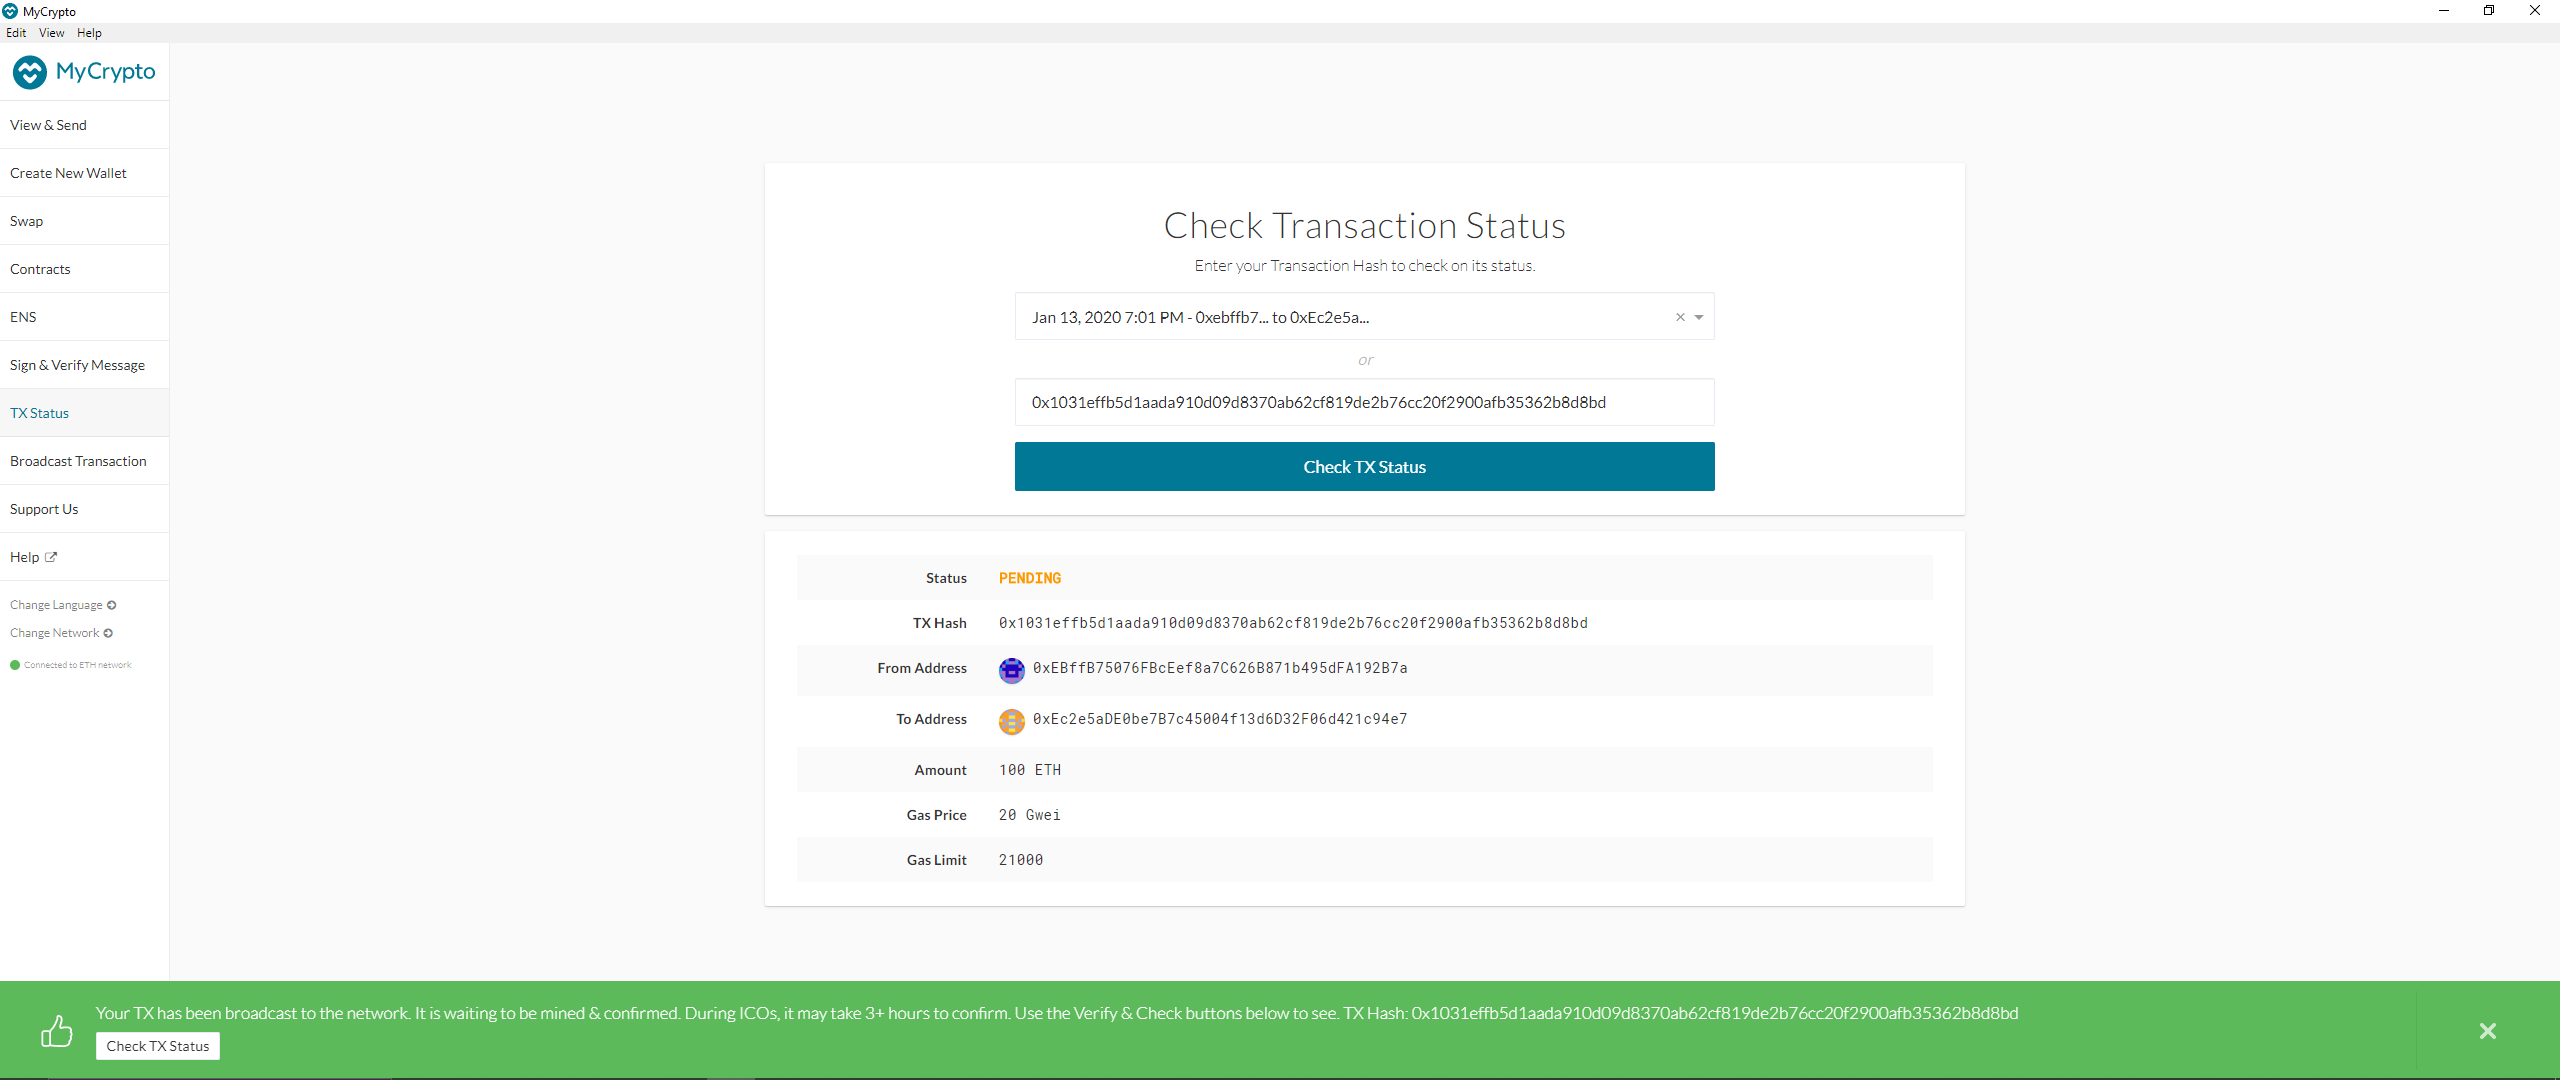 MyCrypto
Edit View Help
MyCrypto
View & Send
Create New Wallet
Swap
Contracts
ENS
Sign & Verify Message
TX Status
Broadcast Transaction
Support Us
Help
Change Language
Change Network
Connected to ETH network
Check Transaction Status
Enter your Transaction Hash to check on its status.
Jan 13, 2020 7:01 PM - 0xebffb7... to 0xEc2e5a...
or
0x1031effb5d1aada910d09d8370ab62cf819de2b76cc20f2900afb35362b8d8bd
Check TX Status
Status PENDING
TX Hash 0x1031effb5d1aada910d09d8370ab62cf819de2b76cc20f2900afb35362b8d8bd
From Address 0xEBffB75076FBcEef8a7C626B871b495dFA192B7a
To Address 0xEc2e5aDE0be7B7c45004f13d6D32F06d421c94e7
Amount 100 ETH
Gas Price 20 Gwei
Gas Limit 21000
Your TX has been broadcast to the network. It is waiting to be mined & confirmed. During ICOs, it may take 3+ hours to confirm. Use the Verify & Check buttons below to see. TX Hash: 0x1031effb5d1aada910d09d8370ab62cf819de2b76cc20f2900afb35362b8d8bd
Check TX Status